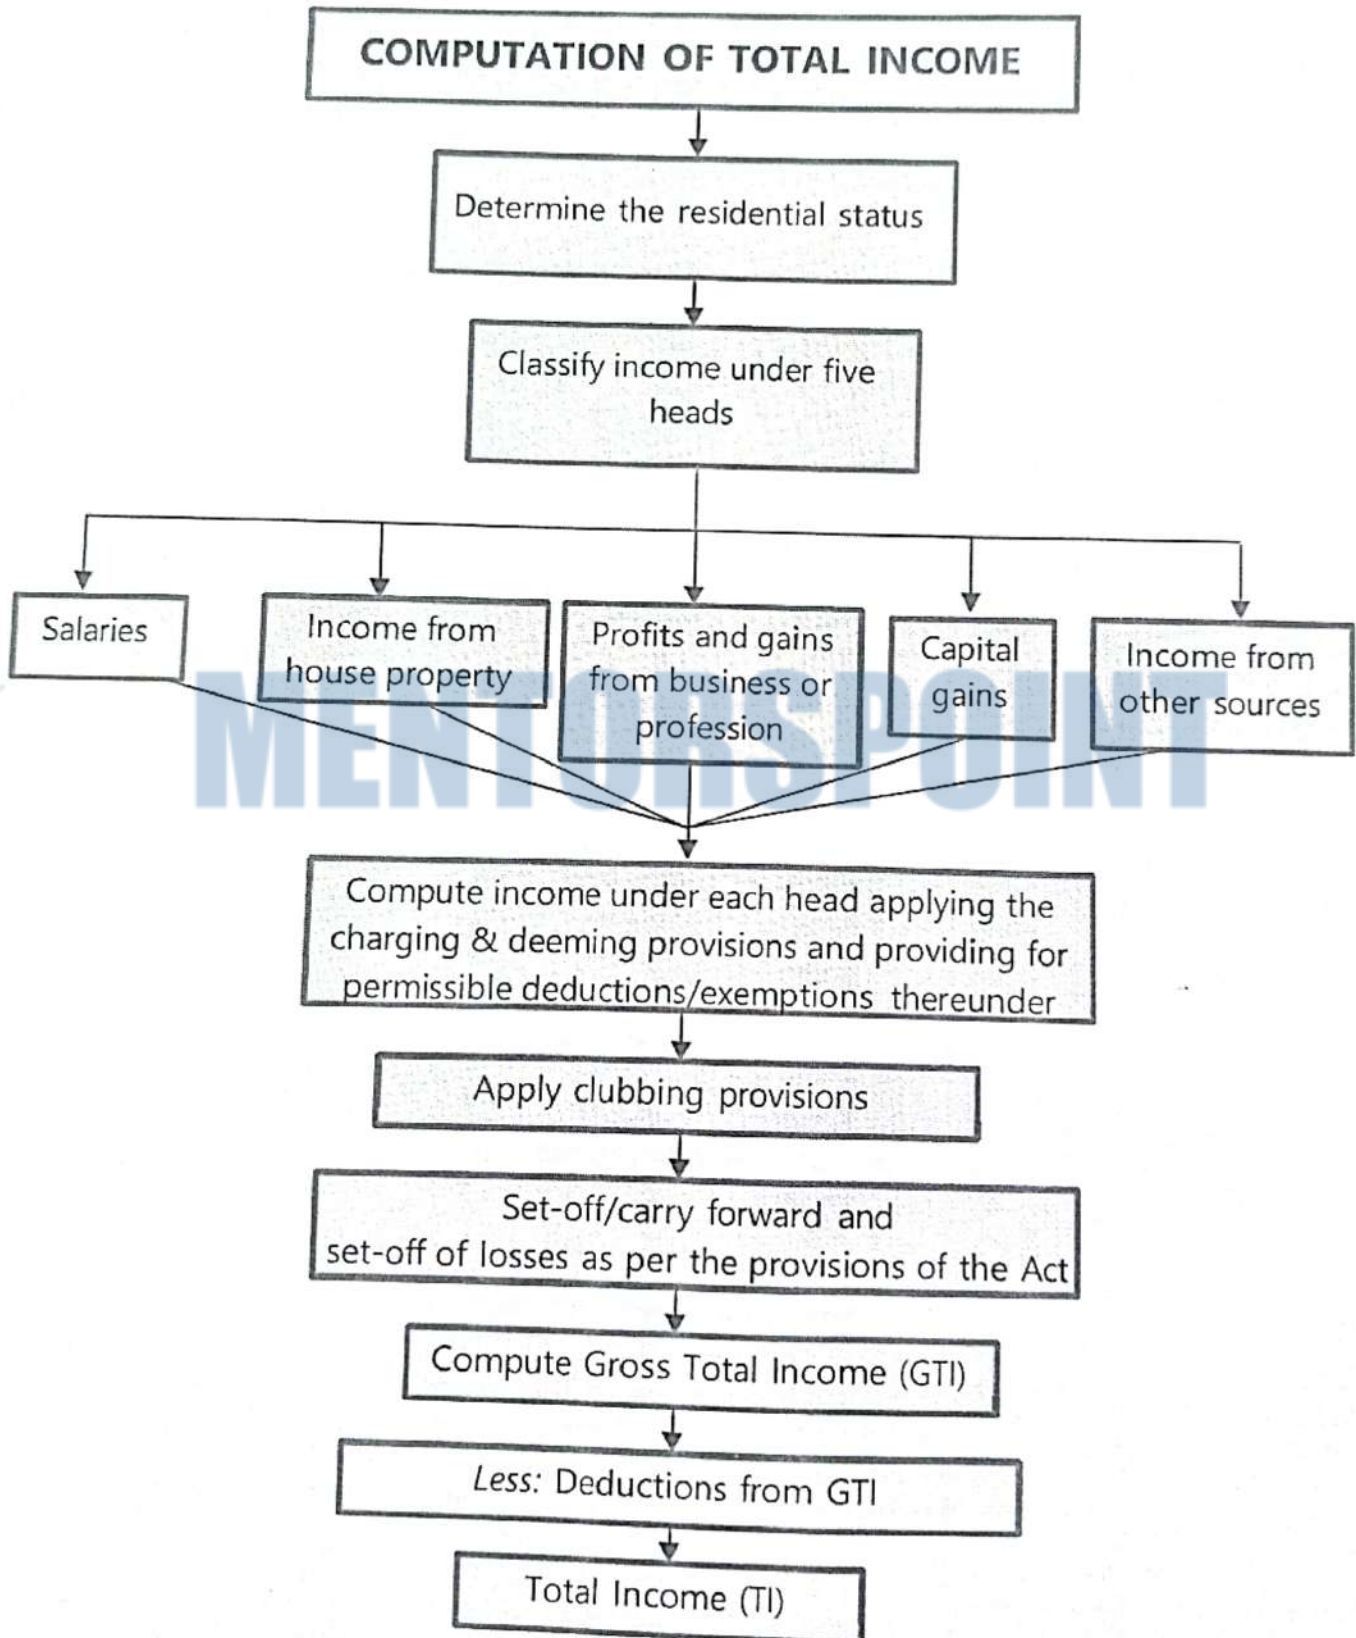 COMPUTATION OF TOTAL INCOME
Determine the residential status
Classify income under five
heads
Salaries
Income from
house property
Profits and gains
from business or
profession
Capital
gains
Income from
other sources
MENTORSPOINT
Compute income under each head applying the
charging & deeming provisions and providing for
permissible deductions/exemptions thereunder
Apply clubbing provisions
Set-off/carry forward and
set-off of losses as per the provisions of the Act
Compute Gross Total Income (GTI)
Less: Deductions from GTI
Total Income (TI)